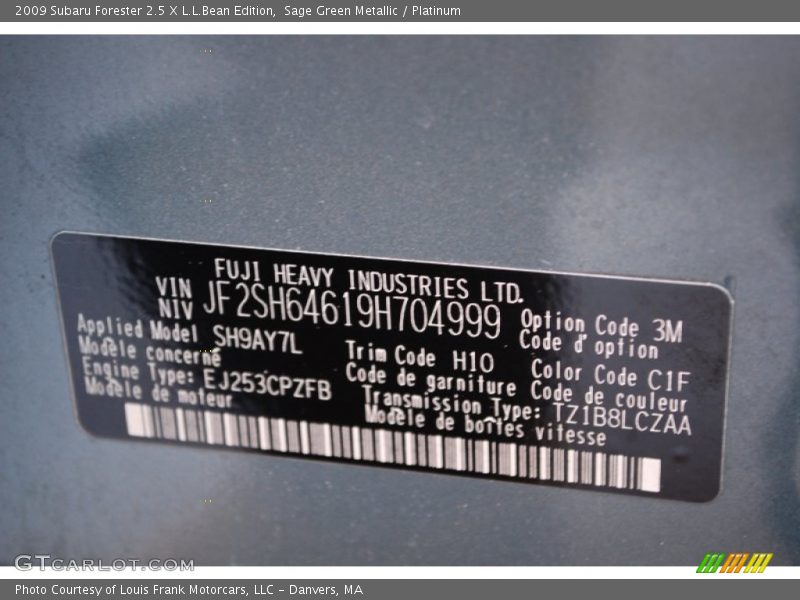 2009 Subaru Forester 2.5 X L.L.Bean Edition,  Sage Green Metallic / Platinum
FUJI HEAVY INDUSTRIES LTD.
VIN
NIV JF2SH64619H704999
Option Code 3M
Code d'option
Applied Model SH9AY7L
Modèle concerné
Trim Code H10
Code de garniture
Color Code C1F
Code de couleur
Engine Type: EJ253CPZFB
Modèle de moteur
Transmission Type: TZ1B8LCZAA
Modèle de boîtes vitesse
GTCARLOT.COM
Photo Courtesy of Louis Frank Motorcars, LLC – Danvers, MA